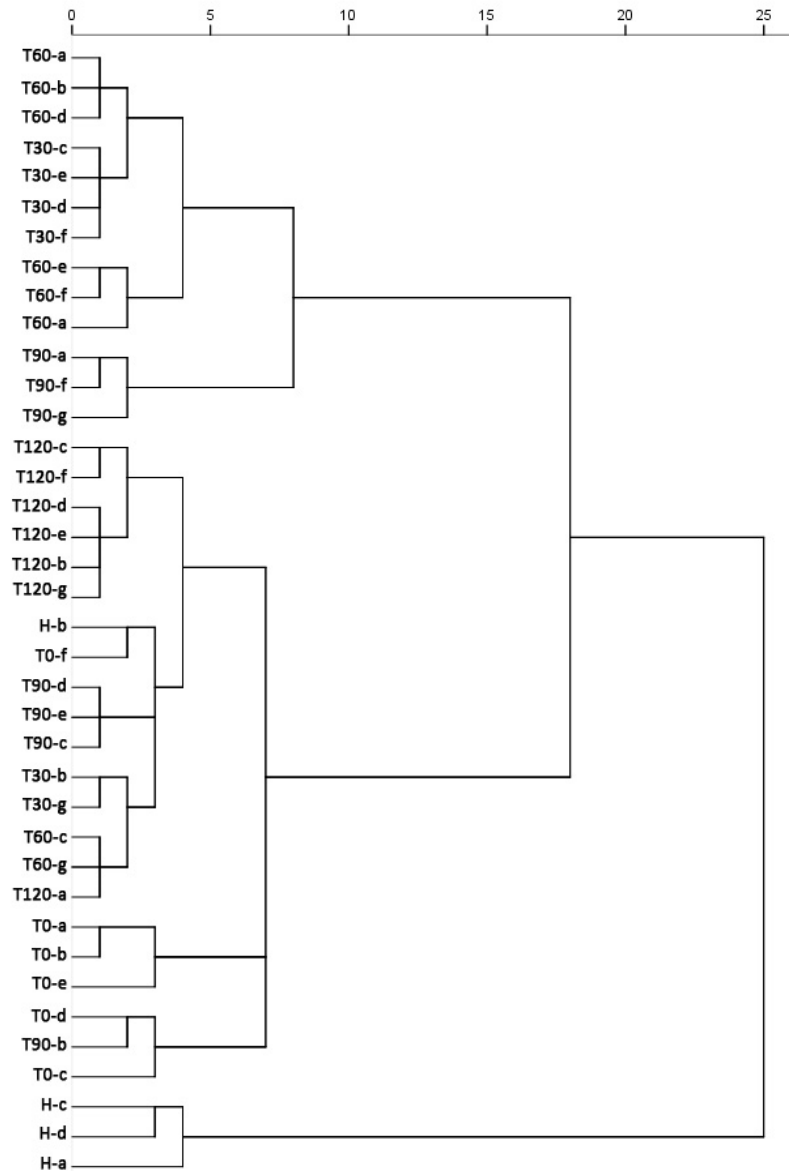 0 5 10 15 20 25
T60-a
T60-b
T60-d
T30-c
T30-e
T30-d
T30-f
T60-e
T60-f
T60-a
T90-a
T90-f
T90-g
T120-c
T120-f
T120-d
T120-e
T120-b
T120-g
H-b
T0-f
T90-d
T90-e
T90-c
T30-b
T30-g
T60-c
T60-g
T120-a
T0-a
T0-b
T0-e
T0-d
T90-b
T0-c
H-c
H-d
H-a